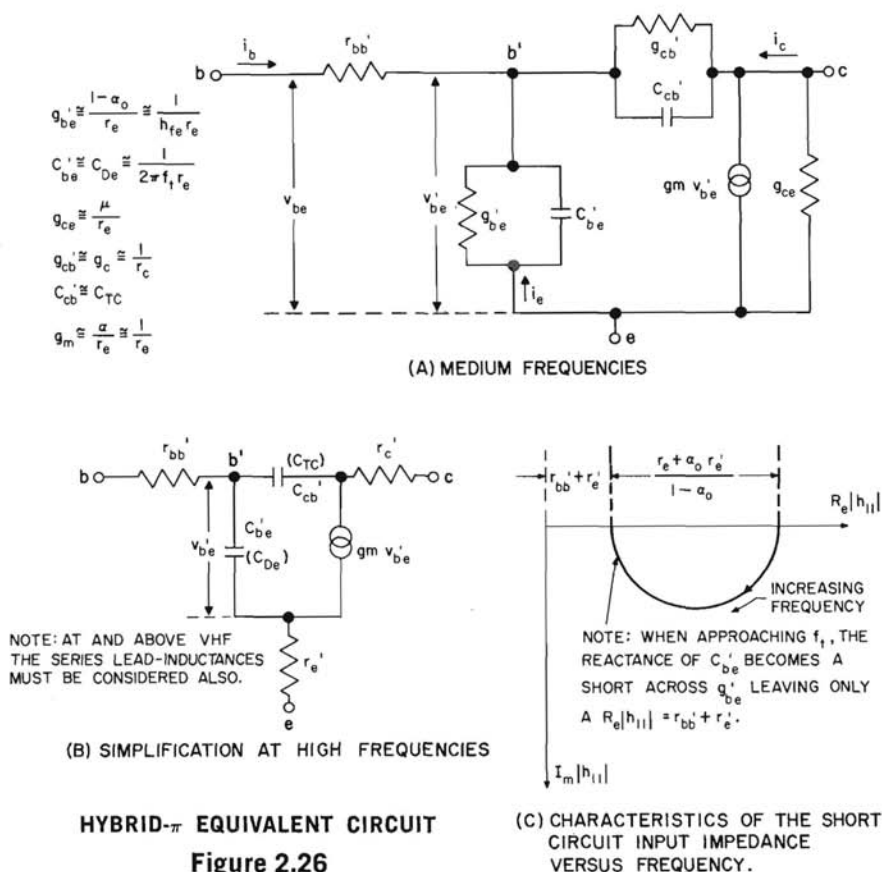 i_b
r_bb'
b'
g_cb'
i_c
b
c
C_cb'
g_b'e ≅ (1-α_o)/r_e ≅ 1/(h_fe r_e)
C_b'e ≅ C_De ≅ 1/(2πf_t r_e)
g_ce ≅ μ/r_e
g_cb' ≅ g_c ≅ 1/r_c
C_cb' ≅ C_TC
g_m ≅ α/r_e ≅ 1/r_e
v_be
v_b'e
g_b'e
C_b'e
gm v_b'e
g_ce
i_e
e
(A) MEDIUM FREQUENCIES
r_bb'
b'
(C_TC)
C_cb'
r_c'
b
c
v_b'e
C_b'e
(C_De)
gm v_b'e
NOTE: AT AND ABOVE VHF
THE SERIES LEAD-INDUCTANCES
MUST BE CONSIDERED ALSO.
r_e'
e
(B) SIMPLIFICATION AT HIGH FREQUENCIES
r_bb' + r_e'
(r_e + α_o r_e')/(1 - α_o)
R_e|h_11|
INCREASING
FREQUENCY
NOTE: WHEN APPROACHING f_t, THE
REACTANCE OF C_b'e BECOMES A
SHORT ACROSS g_b'e LEAVING ONLY
A R_e|h_11| = r_bb' + r_e'.
I_m|h_11|
(C) CHARACTERISTICS OF THE SHORT
CIRCUIT INPUT IMPEDANCE
VERSUS FREQUENCY.
HYBRID-π EQUIVALENT CIRCUIT
Figure 2.26